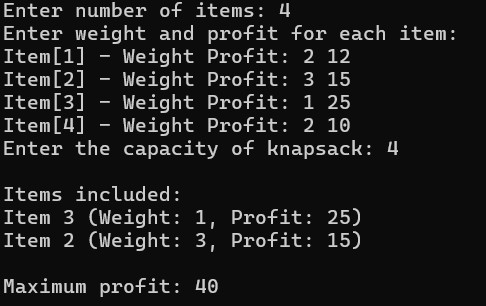 Enter number of items: 4
Enter weight and profit for each item:
Item[1] - Weight Profit: 2 12
Item[2] - Weight Profit: 3 15
Item[3] - Weight Profit: 1 25
Item[4] - Weight Profit: 2 10
Enter the capacity of knapsack: 4
Items included:
Item 3 (Weight: 1, Profit: 25)
Item 2 (Weight: 3, Profit: 15)
Maximum profit: 40